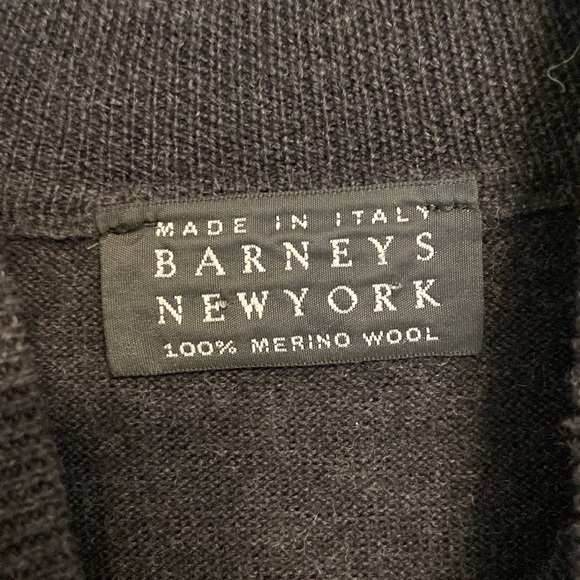 MADE IN ITALY
BARNEYS
NEWYORK
100% MERINO WOOL